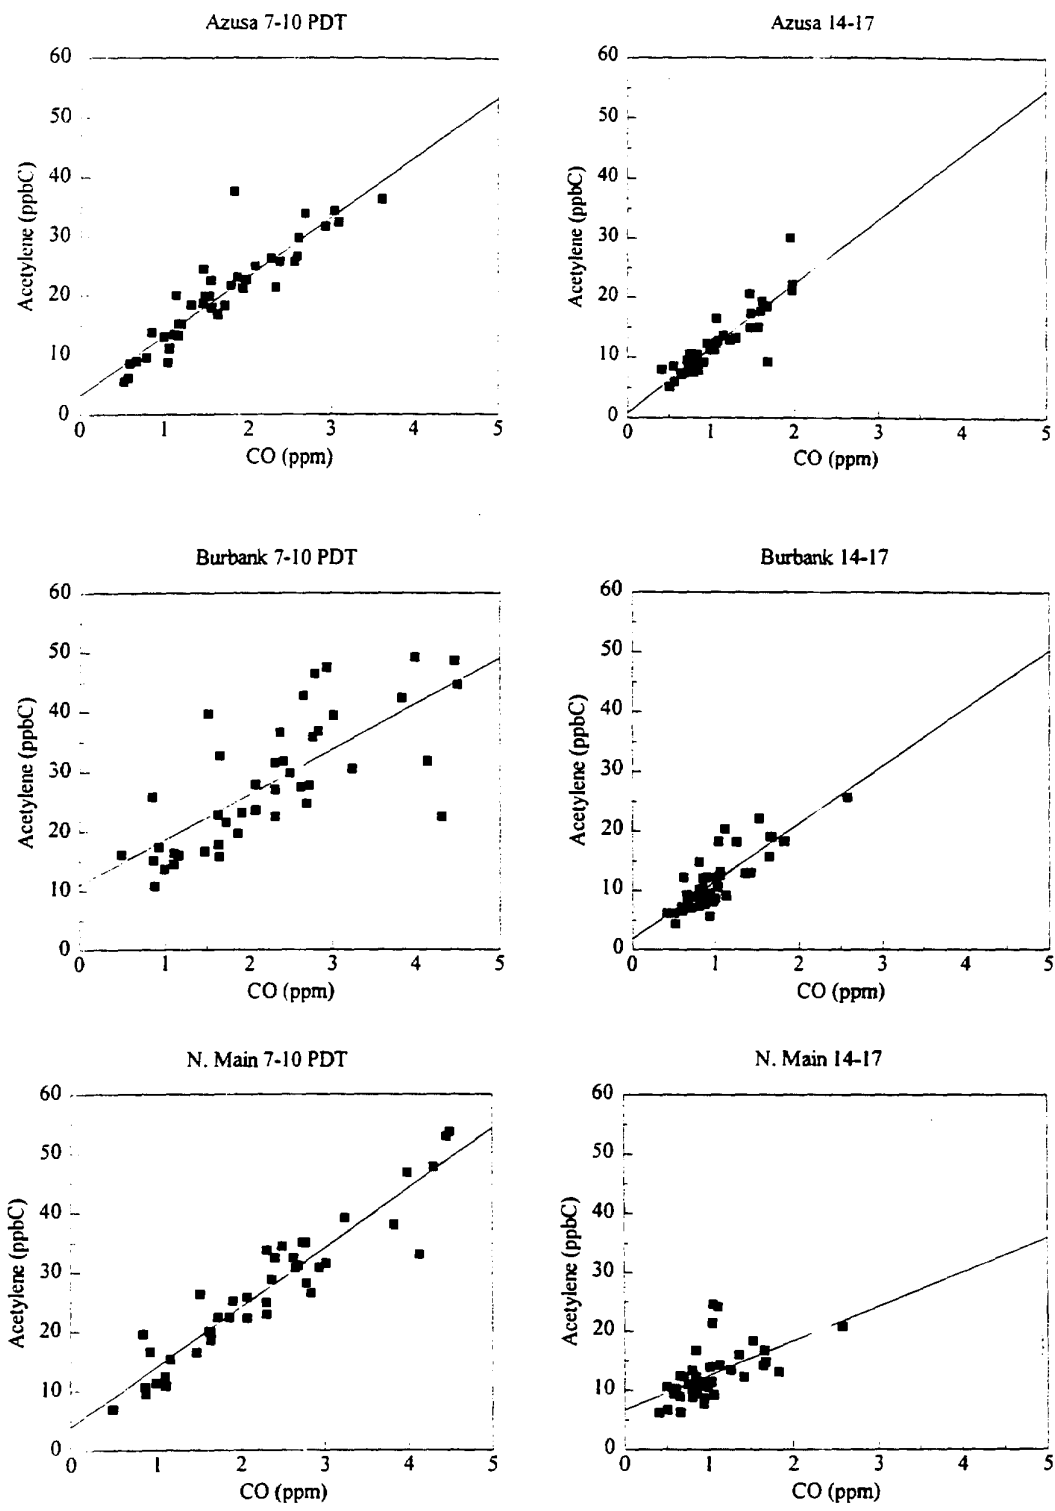 Azusa 7-10 PDT
60
50
40
30
20
10
0
Acetylene (ppbC)
0 1 2 3 4 5
CO (ppm)
Azusa 14-17
60
50
40
30
20
10
0
Acetylene (ppbC)
0 1 2 3 4 5
CO (ppm)
Burbank 7-10 PDT
60
50
40
30
20
10
0
Acetylene (ppbC)
0 1 2 3 4 5
CO (ppm)
Burbank 14-17
60
50
40
30
20
10
0
Acetylene (ppbC)
0 1 2 3 4 5
CO (ppm)
N. Main 7-10 PDT
60
50
40
30
20
10
0
Acetylene (ppbC)
0 1 2 3 4 5
CO (ppm)
N. Main 14-17
60
50
40
30
20
10
0
Acetylene (ppbC)
0 1 2 3 4 5
CO (ppm)